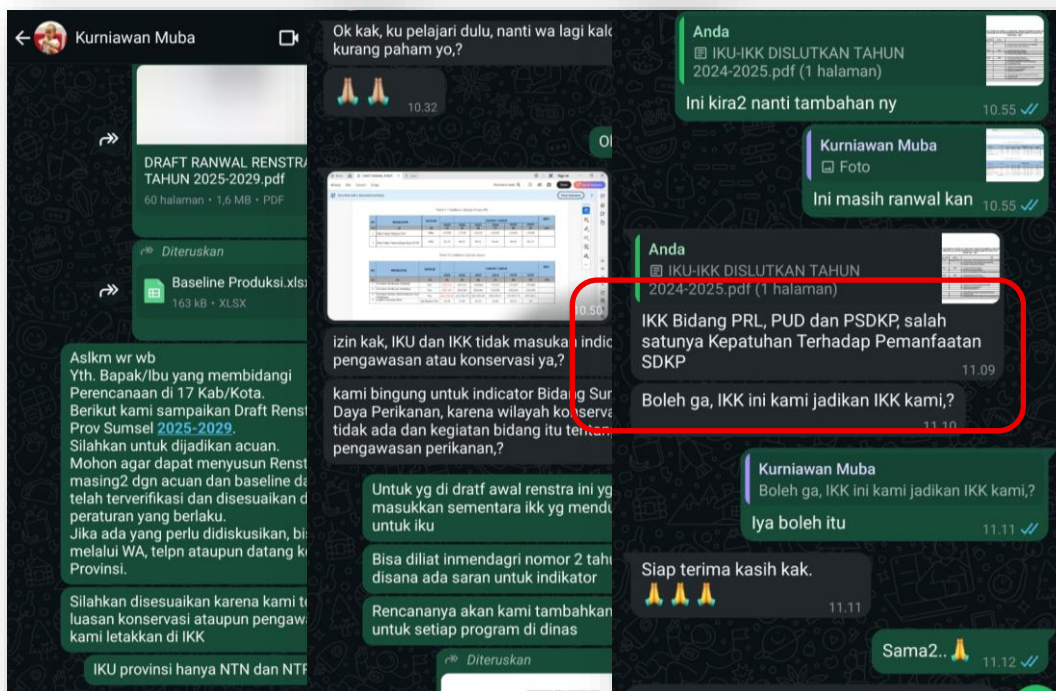 Kurniawan Muba
DRAFT RANWAL RENSTRA
TAHUN 2025-2029.pdf
60 halaman • 1,6 MB • PDF
Diteruskan
Baseline Produksi.xlsx
163 kB • XLSX
Aslkm wr wb
Yth. Bapak/Ibu yang membidangi
Perencanaan di 17 Kab/Kota.
Berikut kami sampaikan Draft Renst
Prov Sumsel 2025-2029.
Silahkan untuk dijadikan acuan.
Mohon agar dapat menyusun Renst
masing2 dgn acuan dan baseline da
telah terverifikasi dan disesuaikan d
peraturan yang berlaku.
Jika ada yang perlu didiskusikan, bi
melalui WA, telpn ataupun datang k
Provinsi.
Silahkan disesuaikan karena kami t
luasan konservasi ataupun pengaw
kami letakkan di IKK
IKU provinsi hanya NTN dan NTP
Ok kak, ku pelajari dulu, nanti wa lagi kalo
kurang paham yo,?
🙏🙏
10.32
Ok
10.50
izin kak, IKU dan IKK tidak masukan indic
pengawasan atau konservasi ya,?
kami bingung untuk indicator Bidang Sum
Daya Perikanan, karena wilayah konserva
tidak ada dan kegiatan bidang itu tentang
pengawasan perikanan,?
Untuk yg di dratf awal renstra ini yg
masukkan sementara ikk yg mendu
untuk iku
Bisa diliat inmendagri nomor 2 tahu
disana ada saran untuk indikator
Rencananya akan kami tambahkan
untuk setiap program di dinas
Diteruskan
Anda
IKU-IKK DISLUTKAN TAHUN
2024-2025.pdf (1 halaman)
Ini kira2 nanti tambahan ny
10.55
Kurniawan Muba
Foto
Ini masih ranwal kan
10.55
Anda
IKU-IKK DISLUTKAN TAHUN
2024-2025.pdf (1 halaman)
IKK Bidang PRL, PUD dan PSDKP, salah
satunya Kepatuhan Terhadap Pemanfaatan
SDKP
11.09
Boleh ga, IKK ini kami jadikan IKK kami,?
11.10
Kurniawan Muba
Boleh ga, IKK ini kami jadikan IKK kami,?
Iya boleh itu
11.11
Siap terima kasih kak.
🙏🙏🙏
11.11
Sama2..🙏
11.12